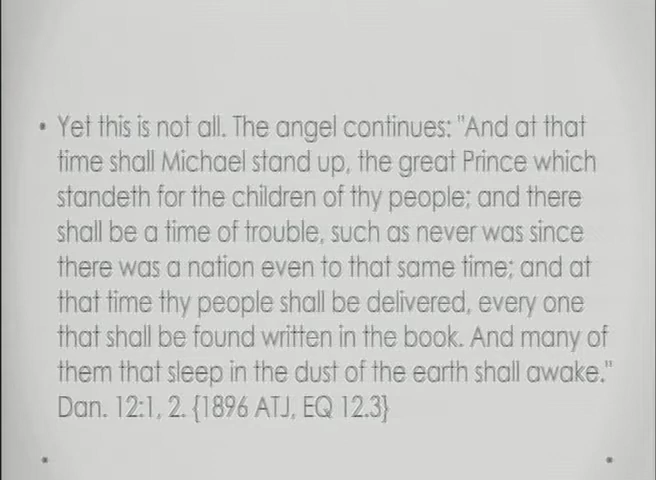 • Yet this is not all. The angel continues: "And at that
time shall Michael stand up, the great Prince which
standeth for the children of thy people; and there
shall be a time of trouble, such as never was since
there was a nation even to that same time; and at
that time thy people shall be delivered, every one
that shall be found written in the book. And many of
them that sleep in the dust of the earth shall awake."
Dan. 12:1, 2. {1896 ATJ, EQ 12.3}